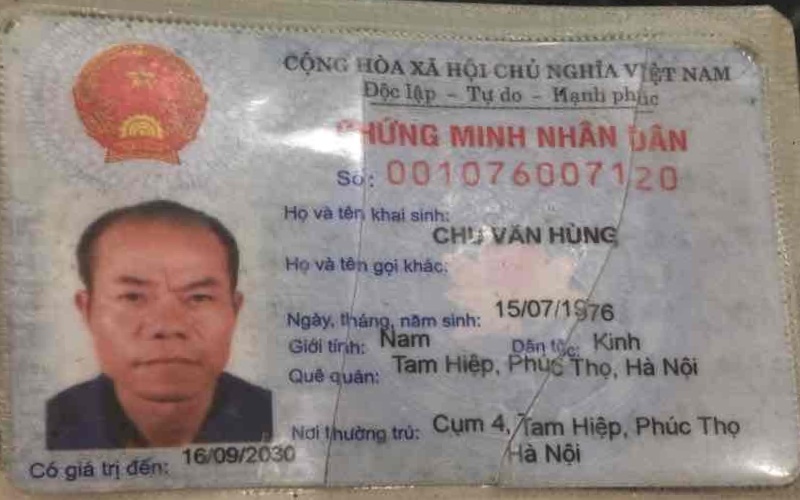 CỘNG HÒA XÃ HỘI CHỦ NGHĨA VIỆT NAM
Độc lập - Tự do - Hạnh phúc
CHỨNG MINH NHÂN DÂN
Số: 001076007120
Họ và tên khai sinh:
CHU VĂN HÙNG
Họ và tên gọi khác:
Ngày, tháng, năm sinh: 15/07/1976
Giới tính: Nam Dân tộc: Kinh
Quê quán: Tam Hiệp, Phúc Thọ, Hà Nội
Nơi thường trú: Cụm 4, Tam Hiệp, Phúc Thọ
Hà Nội
Có giá trị đến: 16/09/2030